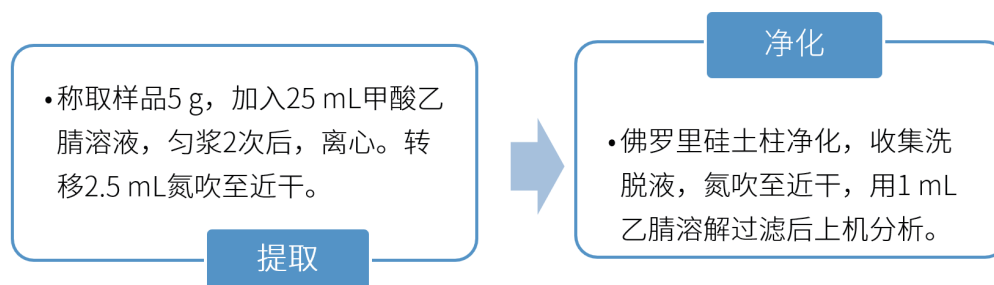 •称取样品5 g，加入25 mL甲酸乙
腈溶液，匀浆2次后，离心。转
移2.5 mL氮吹至近干。
提取
净化
•佛罗里硅土柱净化，收集洗
脱液，氮吹至近干，用1 mL
乙腈溶解过滤后上机分析。